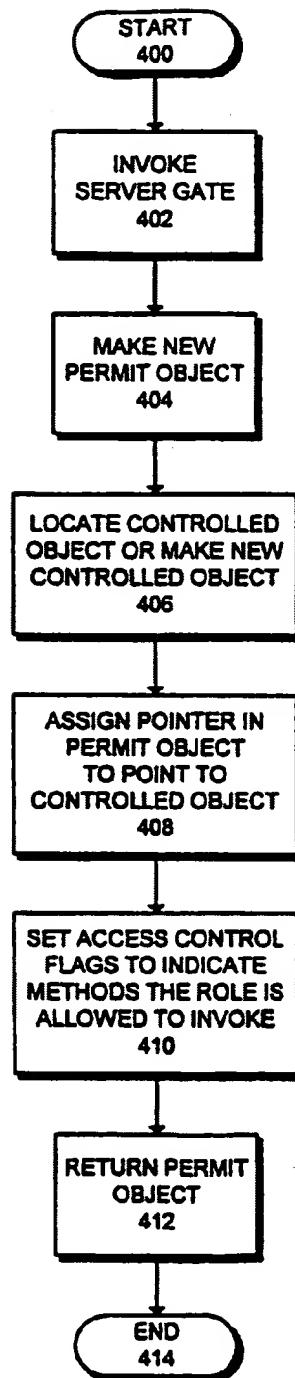 START
400
INVOKE
SERVER GATE
402
MAKE NEW
PERMIT OBJECT
404
LOCATE CONTROLLED
OBJECT OR MAKE NEW
CONTROLLED OBJECT
406
ASSIGN POINTER IN
PERMIT OBJECT
TO POINT TO
CONTROLLED OBJECT
408
SET ACCESS CONTROL
FLAGS TO INDICATE
METHODS THE ROLE IS
ALLOWED TO INVOKE
410
RETURN PERMIT
OBJECT
412
END
414